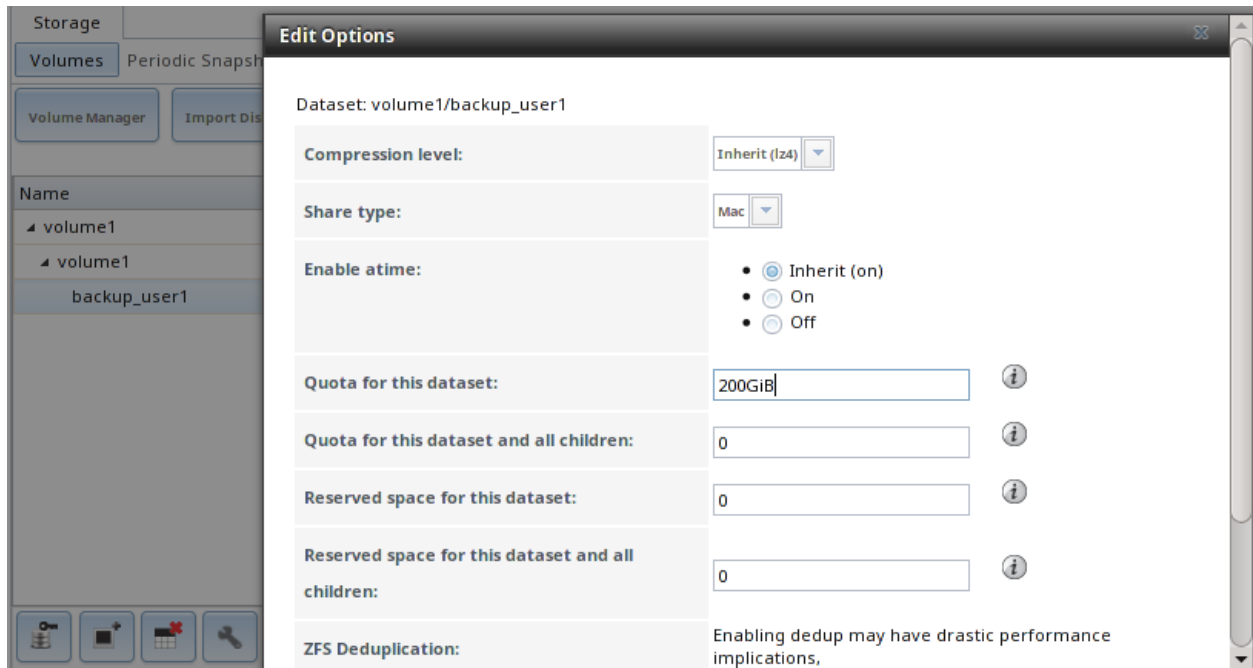 Storage
Edit Options
Volumes Periodic Snapsh
Volume Manager Import Dis
Name
volume1
volume1
backup_user1
Dataset: volume1/backup_user1
Compression level: Inherit (lz4)
Share type: Mac
Enable atime: Inherit (on)
On
Off
Quota for this dataset: 200GiB
Quota for this dataset and all children: 0
Reserved space for this dataset: 0
Reserved space for this dataset and all
children: 0
ZFS Deduplication: Enabling dedup may have drastic performance
implications,